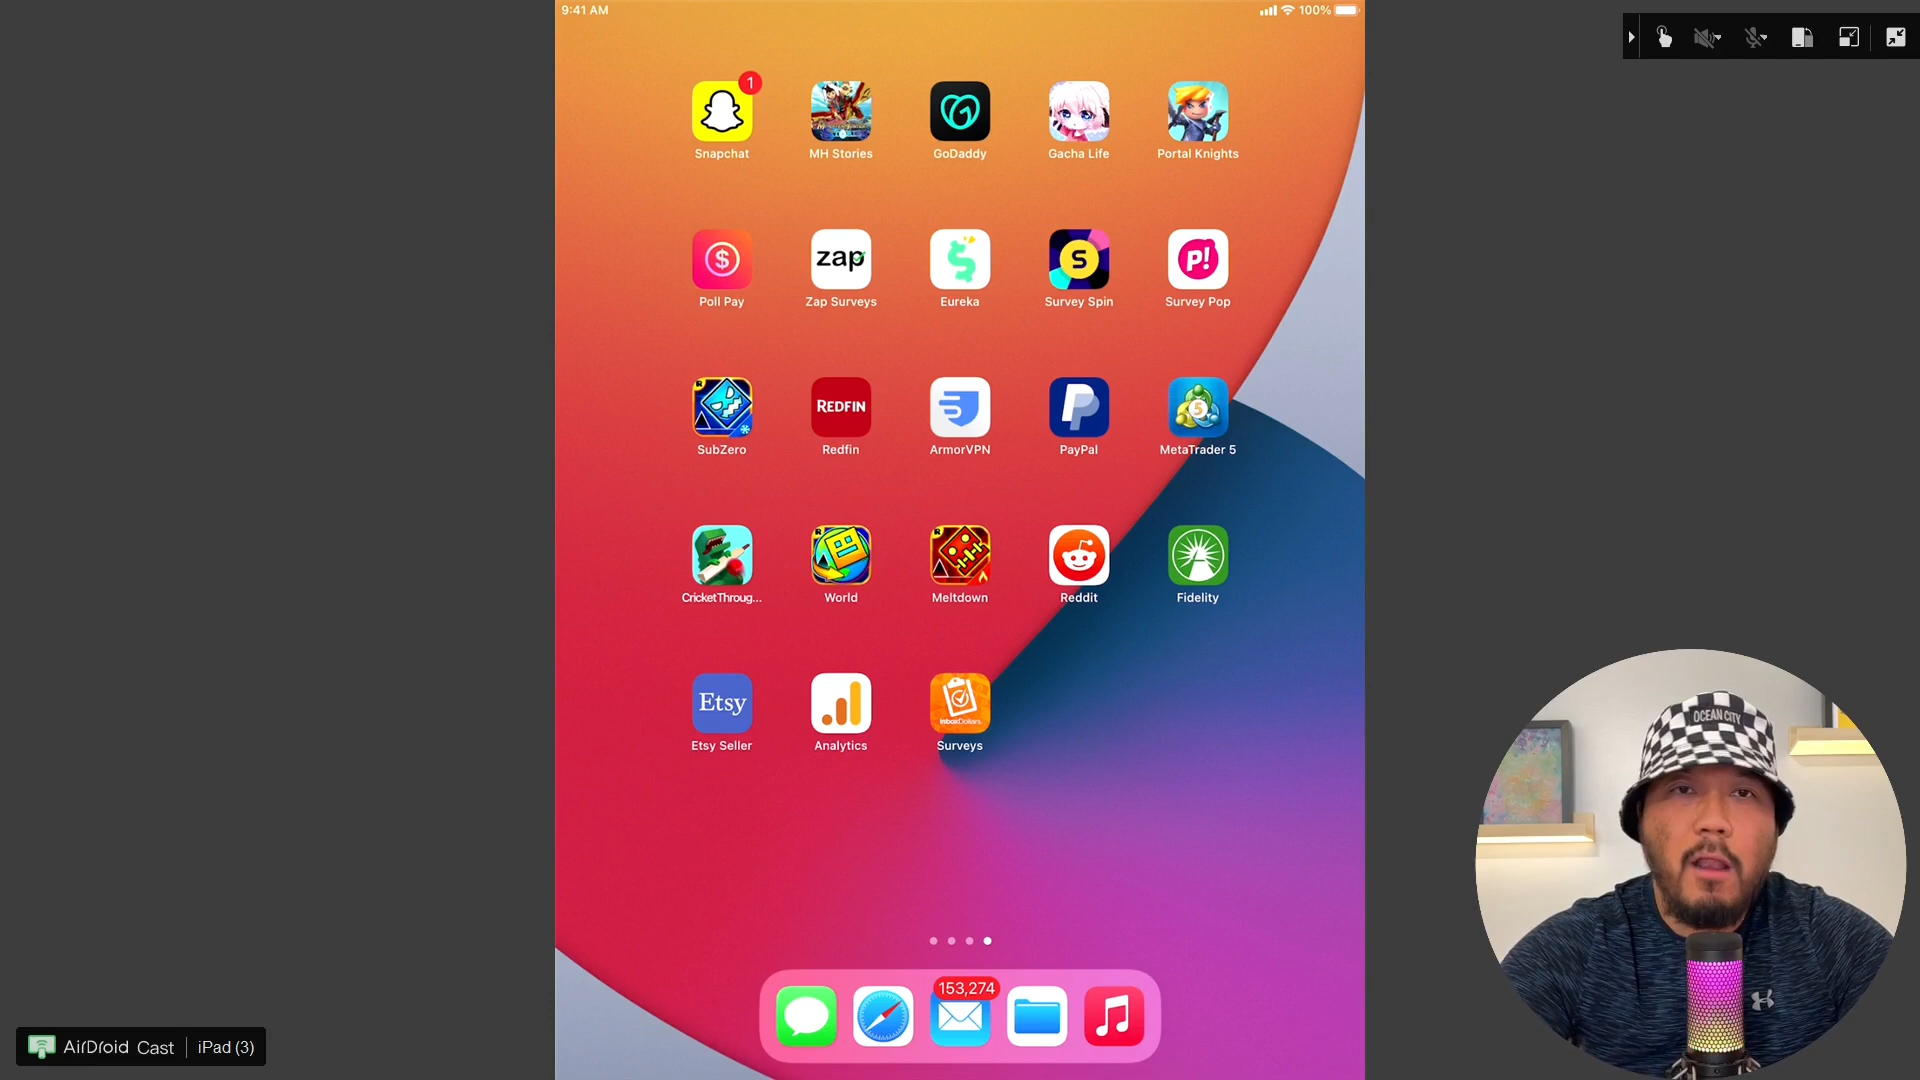 9:41 AM
100%
1
Snapchat
MH Stories
GoDaddy
Gacha Life
Portal Knights
$
zap
S
P!
Poll Pay
Zap Surveys
Eureka
Survey Spin
Survey Pop
REDFIN
5
SubZero
Redfin
ArmorVPN
PayPal
MetaTrader 5
CricketThroug...
World
Meltdown
Reddit
Fidelity
Etsy
InboxDollars
Etsy Seller
Analytics
Surveys
OCEAN CITY
153,274
AirDroid Cast
iPad (3)